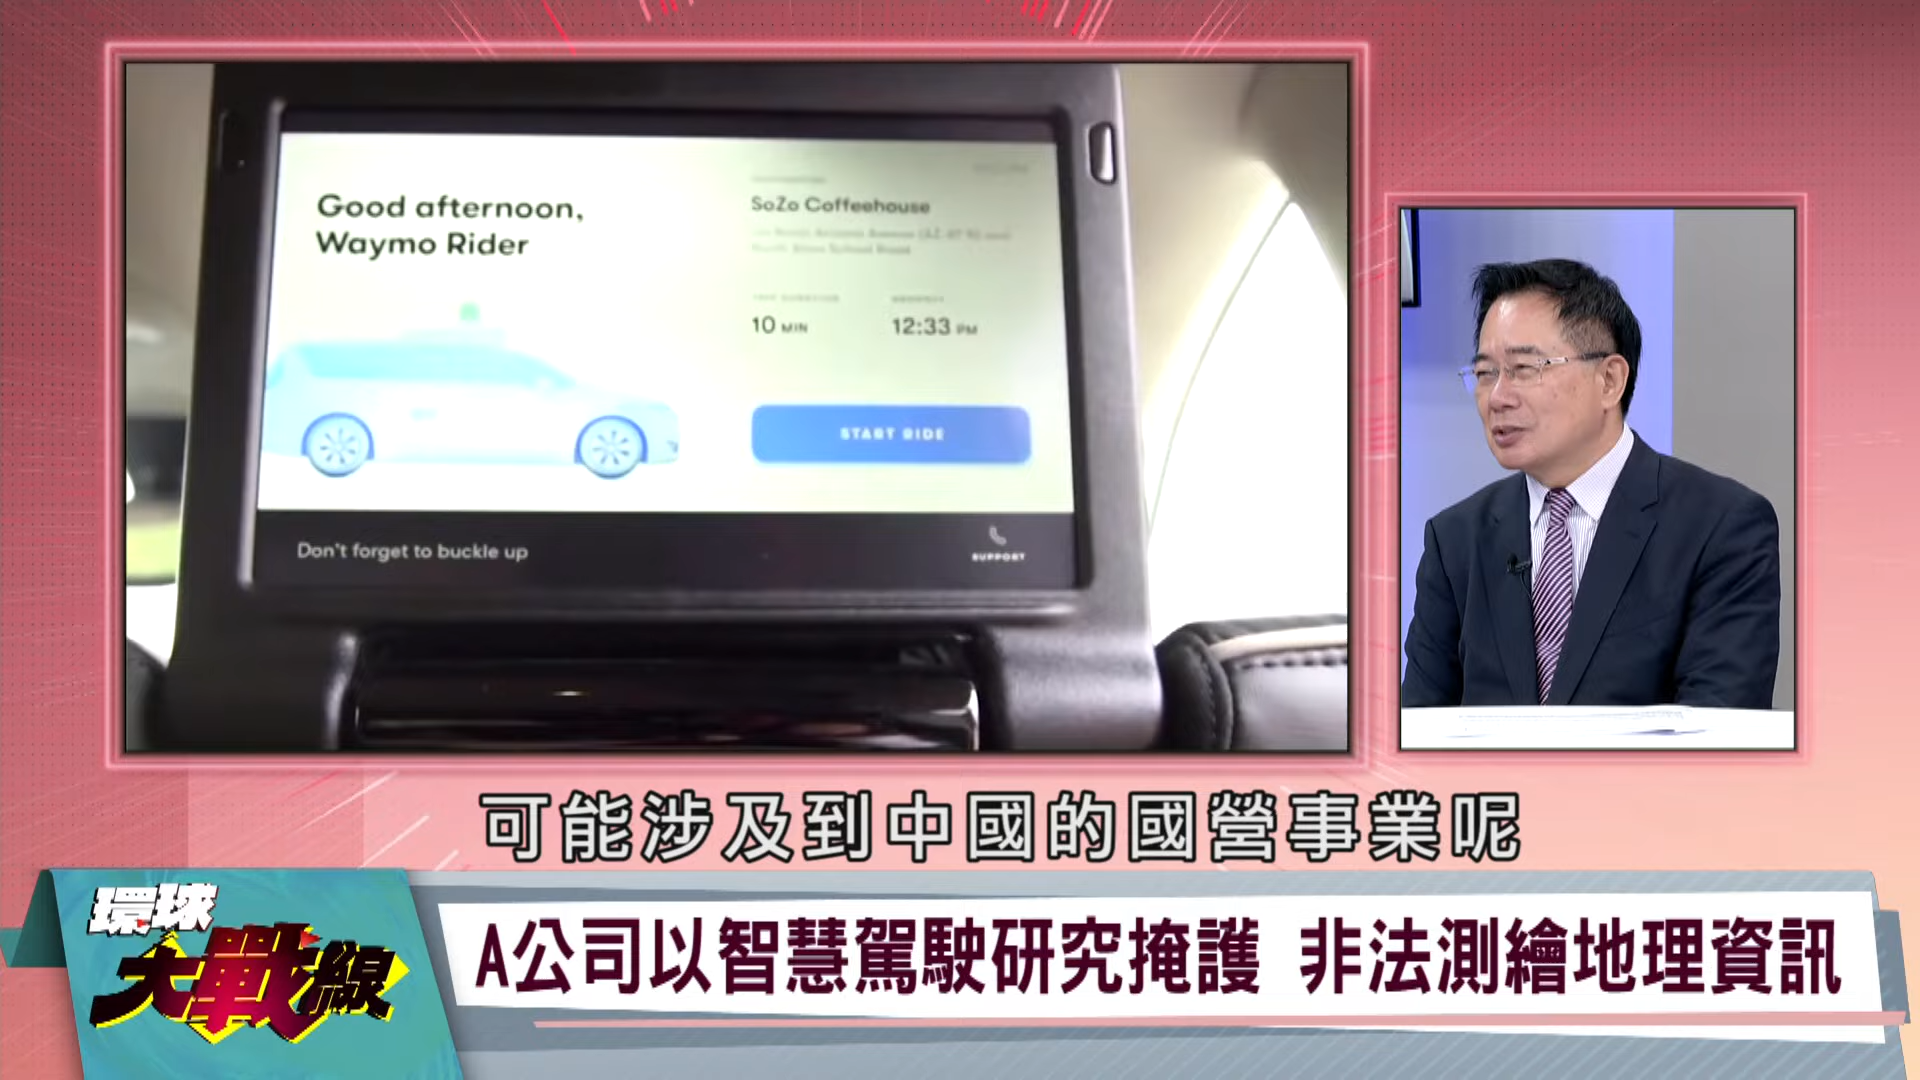 Good afternoon,
Waymo Rider
SoZo Coffeehouse
10 MIN
12:33 PM
START RIDE
Don't forget to buckle up
SUPPORT
可能涉及到中國的國營事業呢
環球
大戰線
A公司以智慧駕駛研究掩護 非法測繪地理資訊